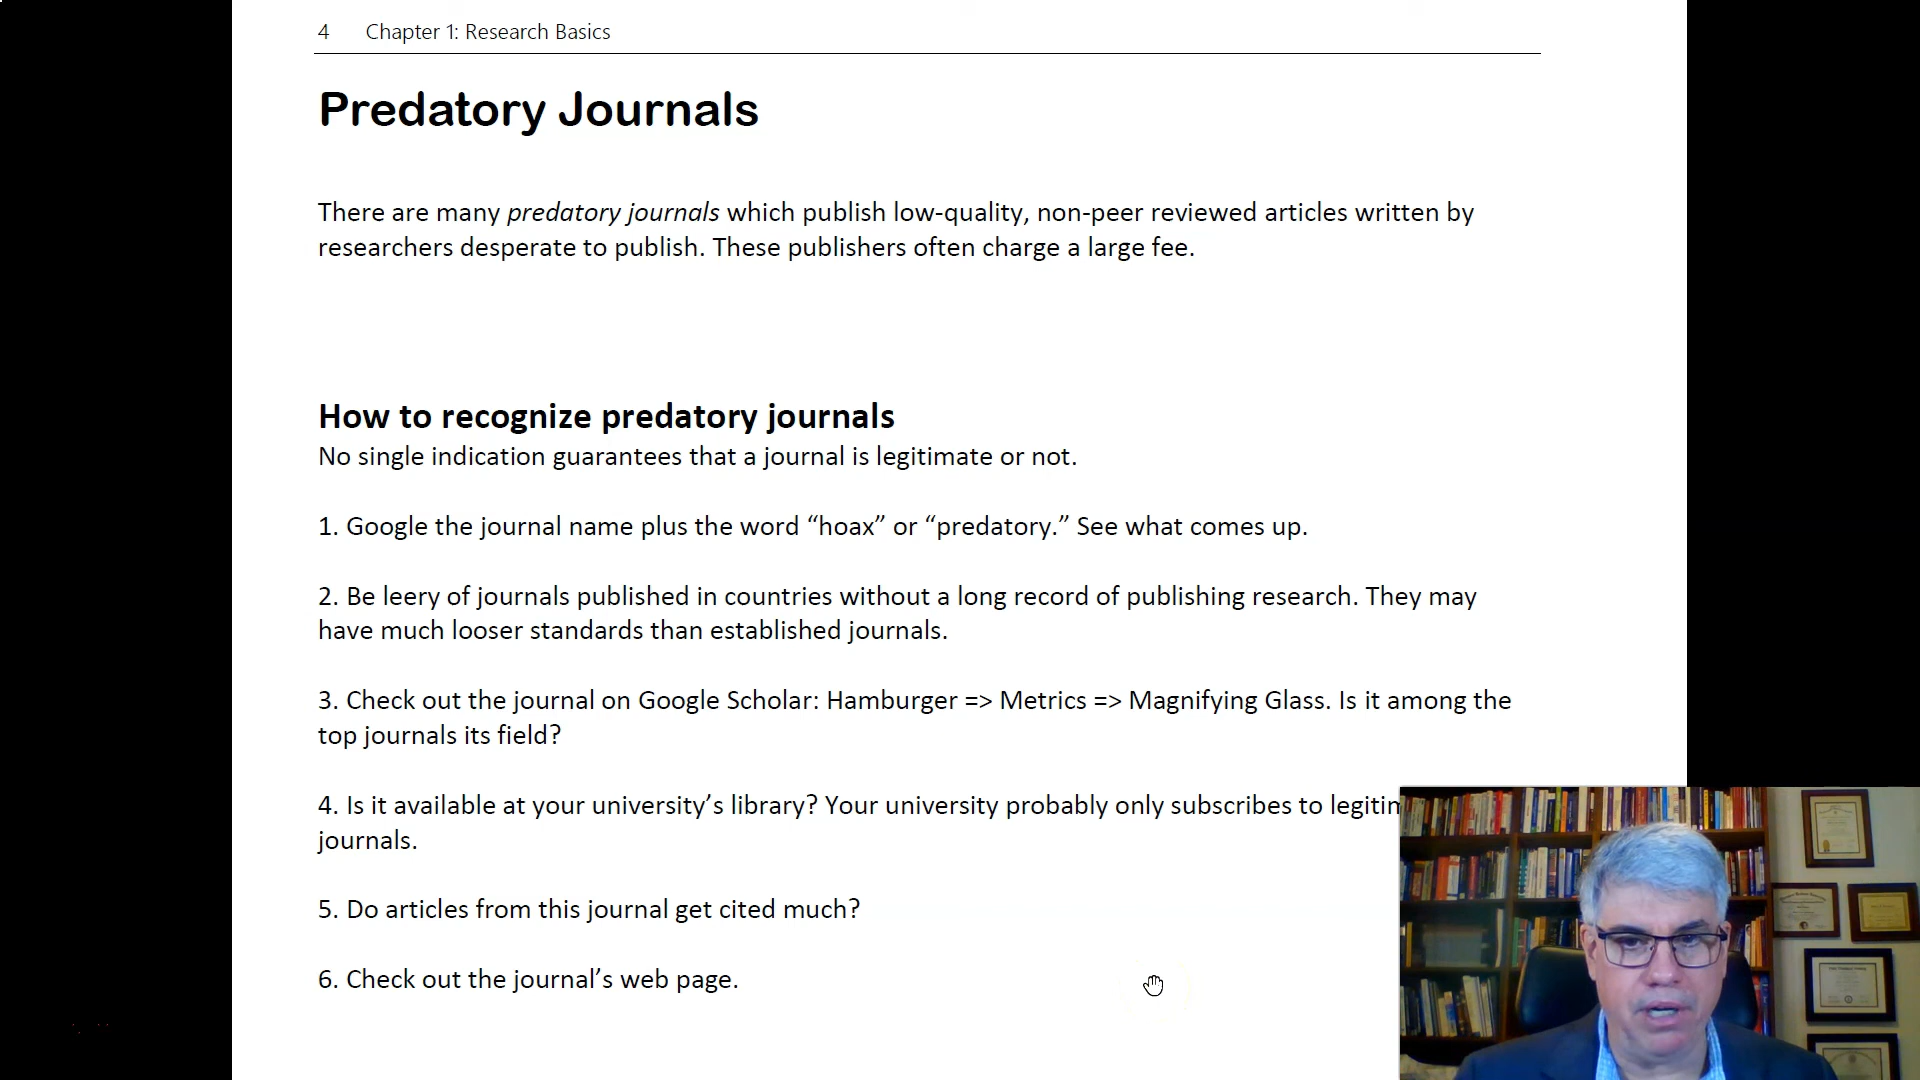 4 Chapter 1: Research Basics
Predatory Journals
There are many predatory journals which publish low-quality, non-peer reviewed articles written by
researchers desperate to publish. These publishers often charge a large fee.
How to recognize predatory journals
No single indication guarantees that a journal is legitimate or not.
1. Google the journal name plus the word “hoax” or “predatory.” See what comes up.
2. Be leery of journals published in countries without a long record of publishing research. They may
have much looser standards than established journals.
3. Check out the journal on Google Scholar: Hamburger => Metrics => Magnifying Glass. Is it among the
top journals its field?
4. Is it available at your university’s library? Your university probably only subscribes to legitim
journals.
5. Do articles from this journal get cited much?
6. Check out the journal’s web page.